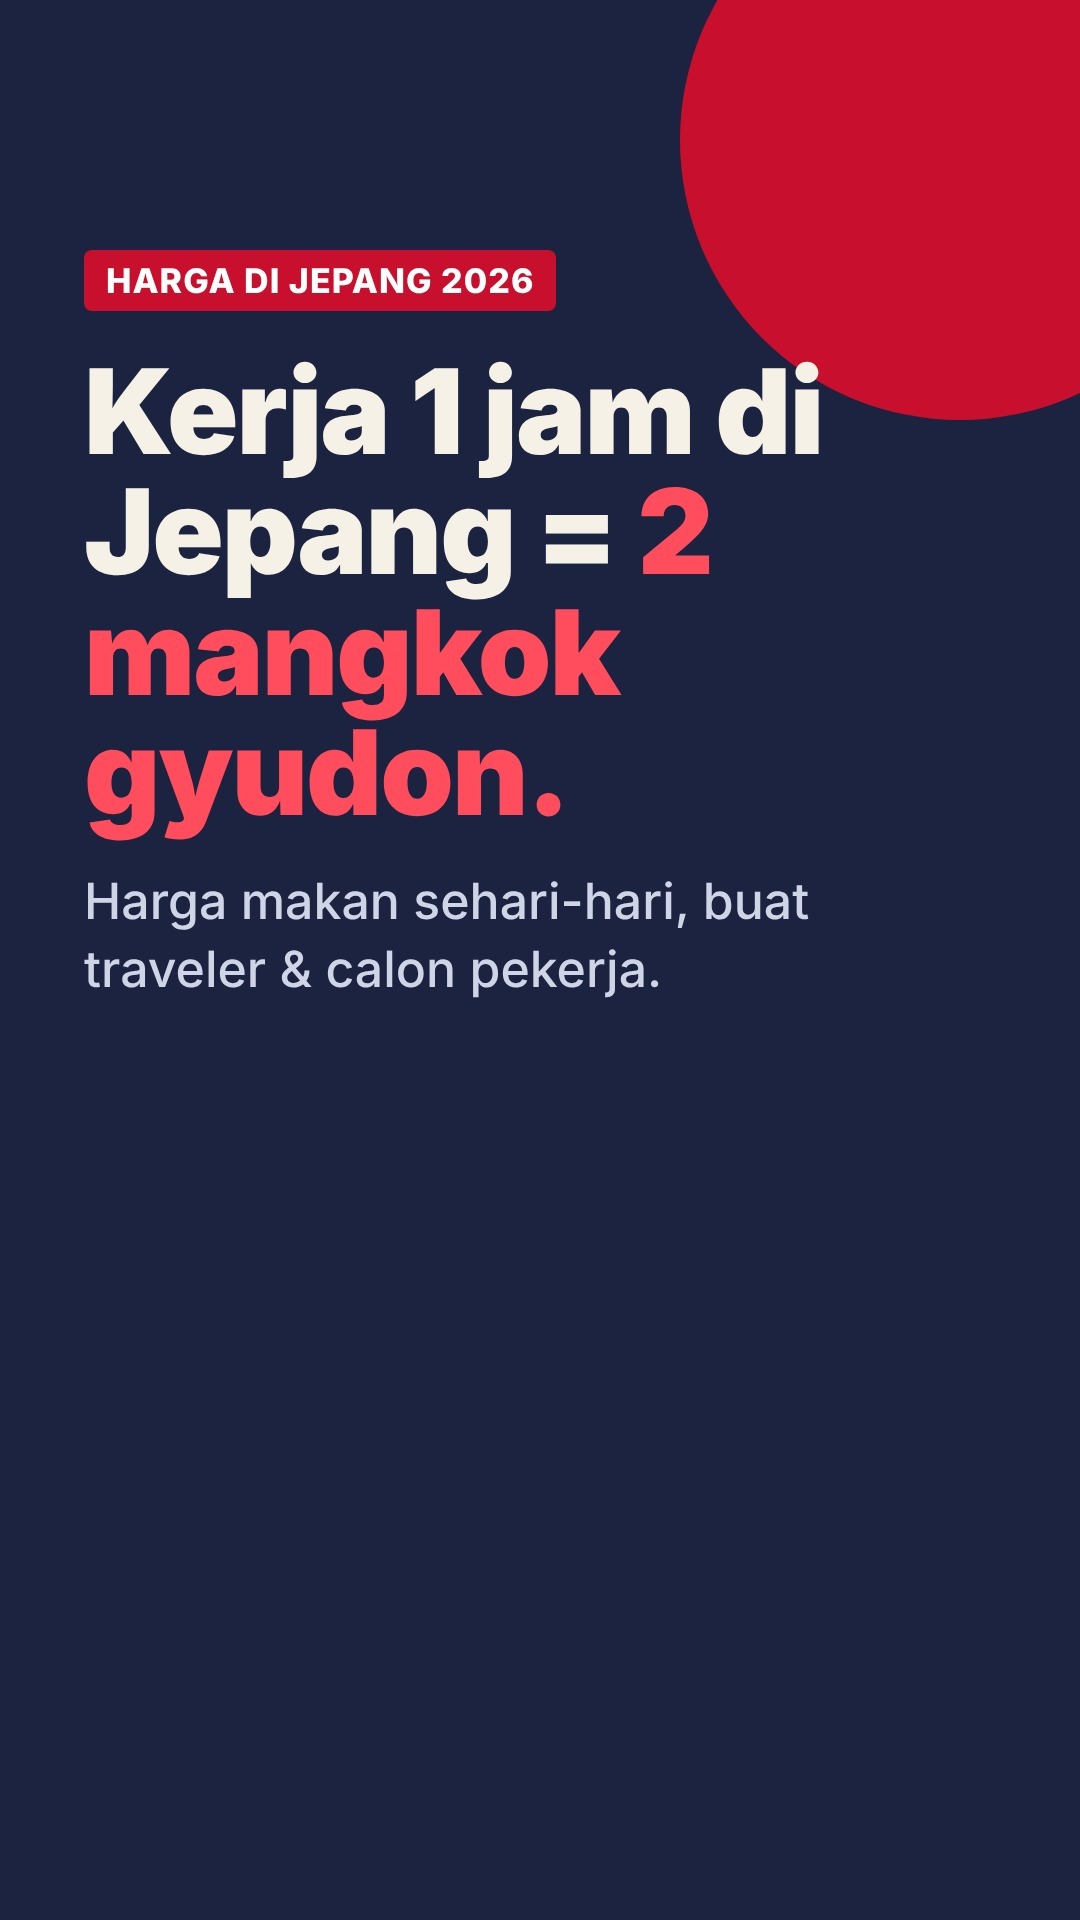 HARGA DI JEPANG 2026
Kerja 1 jam di
Jepang = 2
mangkok
gyudon.
Harga makan sehari-hari, buat
traveler & calon pekerja.